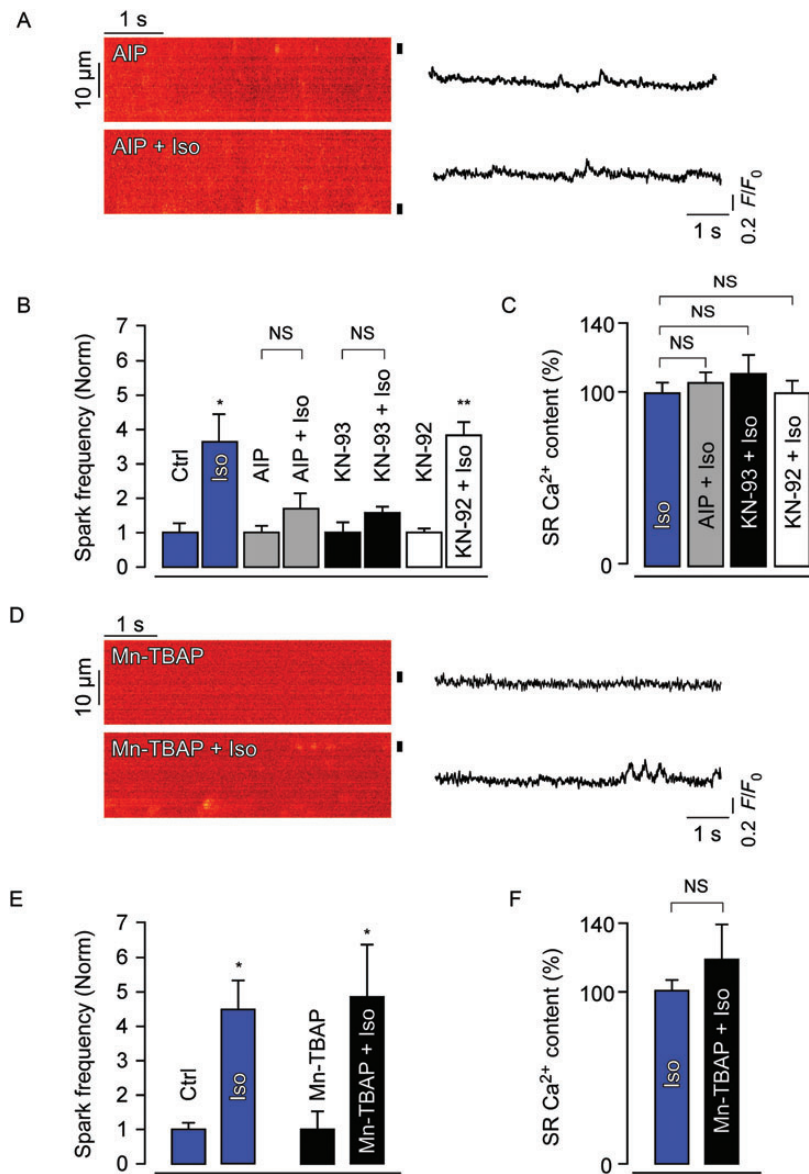 A
1 s
10 µm
AIP
AIP + Iso
1 s
0.2 F/F0
B
Spark frequency (Norm)
7
6
5
4
3
2
1
0
Ctrl
*
Iso
NS
AIP
AIP + Iso
NS
KN-93
KN-93 + Iso
**
KN-92
KN-92 + Iso
C
SR Ca2+ content (%)
140
100
0
NS
NS
NS
Iso
AIP + Iso
KN-93 + Iso
KN-92 + Iso
D
1 s
10 µm
Mn-TBAP
Mn-TBAP + Iso
1 s
0.2 F/F0
E
Spark frequency (Norm)
7
6
5
4
3
2
1
0
Ctrl
*
Iso
Mn-TBAP
*
Mn-TBAP + Iso
F
SR Ca2+ content (%)
140
100
0
NS
Iso
Mn-TBAP + Iso